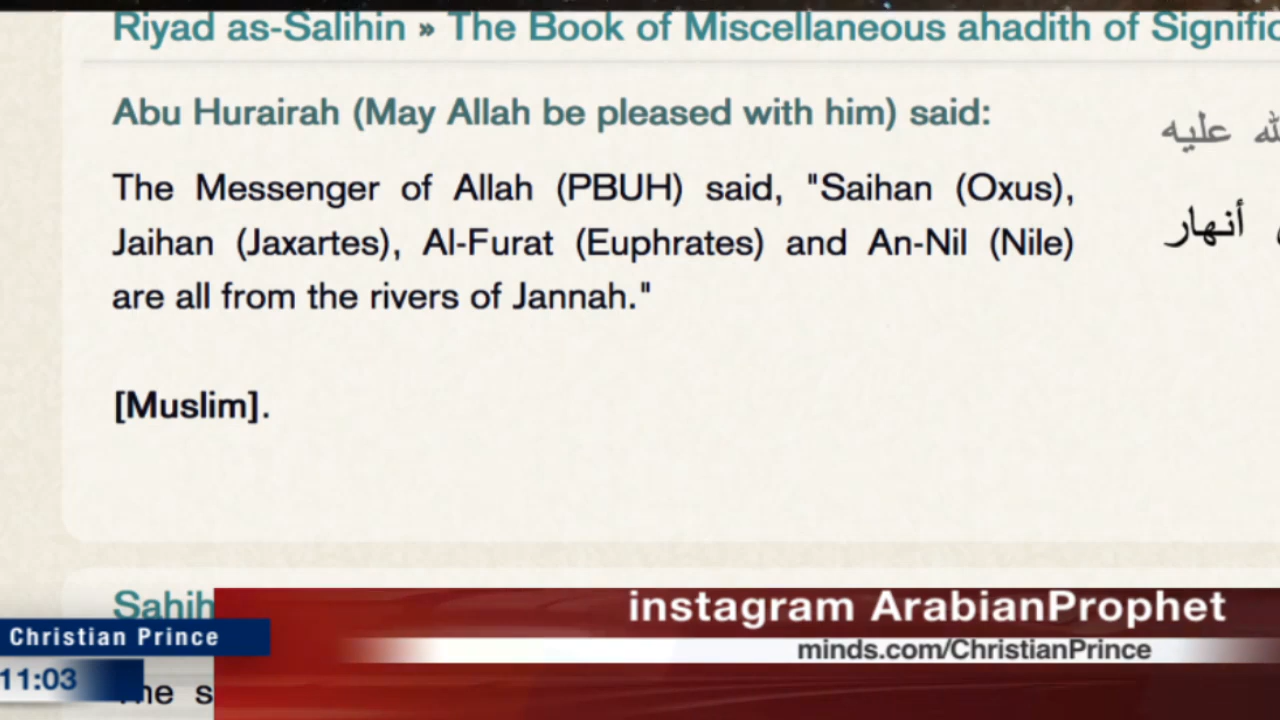 Riyad as-Salihin » The Book of Miscellaneous ahadith of Signific
Abu Hurairah (May Allah be pleased with him) said:
The Messenger of Allah (PBUH) said, "Saihan (Oxus),
Jaihan (Jaxartes), Al-Furat (Euphrates) and An-Nil (Nile)
are all from the rivers of Jannah."
[Muslim].
عليه
أنهار
Sahih
instagram ArabianProphet
Christian Prince
minds.com/ChristianPrince
11:03